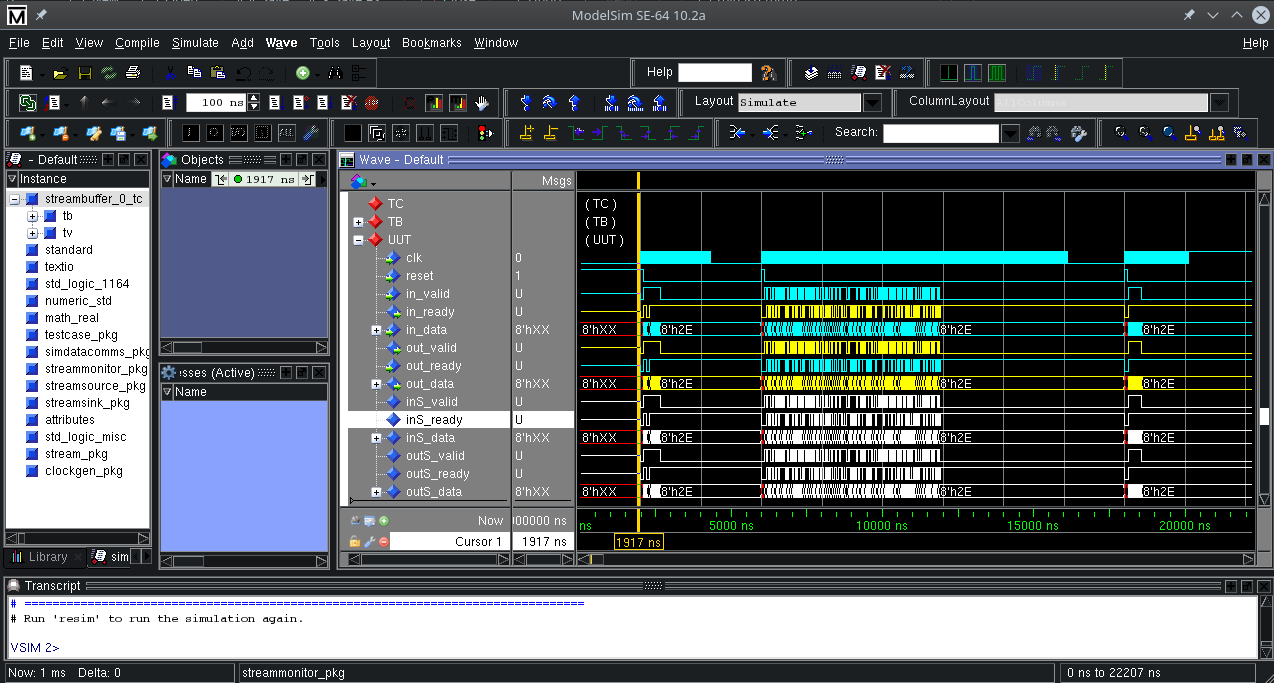 ModelSim SE-64 10.2a
File Edit View Compile Simulate Add Wave Tools Layout Bookmarks Window Help
Help
100 ns Layout Simulate ColumnLayout AllColumns
Search:
- Default
Instance
streambuffer_0_tc
tb
tv
standard
textio
std_logic_1164
numeric_std
math_real
testcase_pkg
simdatacomms_pkg
streammonitor_pkg
streamsource_pkg
streamsink_pkg
attributes
std_logic_misc
stream_pkg
clockgen_pkg
Library sim
Objects
Name 1917 ns
sses (Active)
Name
Wave - Default
Msgs
TC (TC)
TB (TB)
UUT (UUT)
clk 0
reset 1
in_valid U
in_ready U
in_data 8'hXX 8'hXX 8'h2E 8'h2E 8'h2E
out_valid U
out_ready U
out_data 8'hXX 8'hXX 8'h2E 8'h2E 8'h2E
inS_valid U
inS_ready U
inS_data 8'hXX 8'hXX 8'h2E 8'h2E 8'h2E
outS_valid U
outS_ready U
outS_data 8'hXX 8'hXX 8'h2E 8'h2E 8'h2E
Now 00000 ns ns 5000 ns 10000 ns 15000 ns 20000 ns
Cursor 1 1917 ns 1917 ns
Transcript
# ================================================================================
# Run 'resim' to run the simulation again.
VSIM 2>
Now: 1 ms Delta: 0 streammonitor_pkg 0 ns to 22207 ns